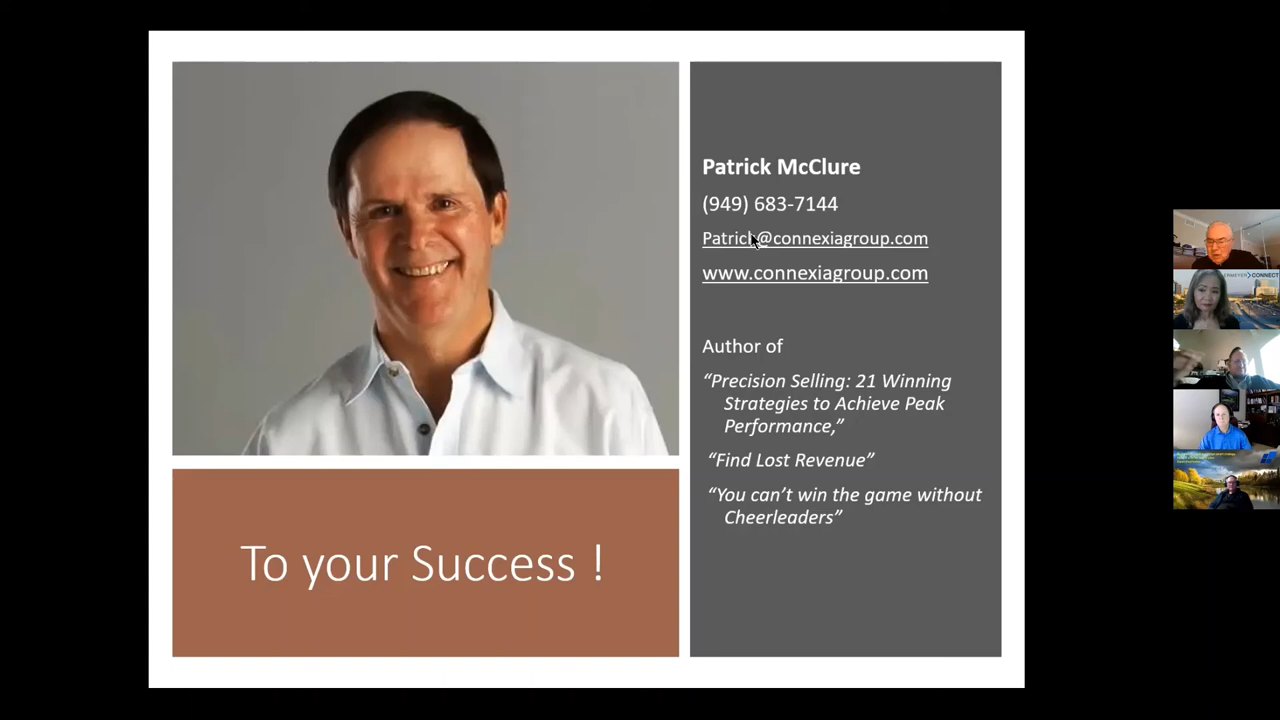 Patrick McClure
(949) 683-7144
Patrick@connexiagroup.com
www.connexiagroup.com
Author of
“Precision Selling: 21 Winning
Strategies to Achieve Peak
Performance,”
“Find Lost Revenue”
“You can’t win the game without
Cheerleaders”
To your Success !
CONNECT